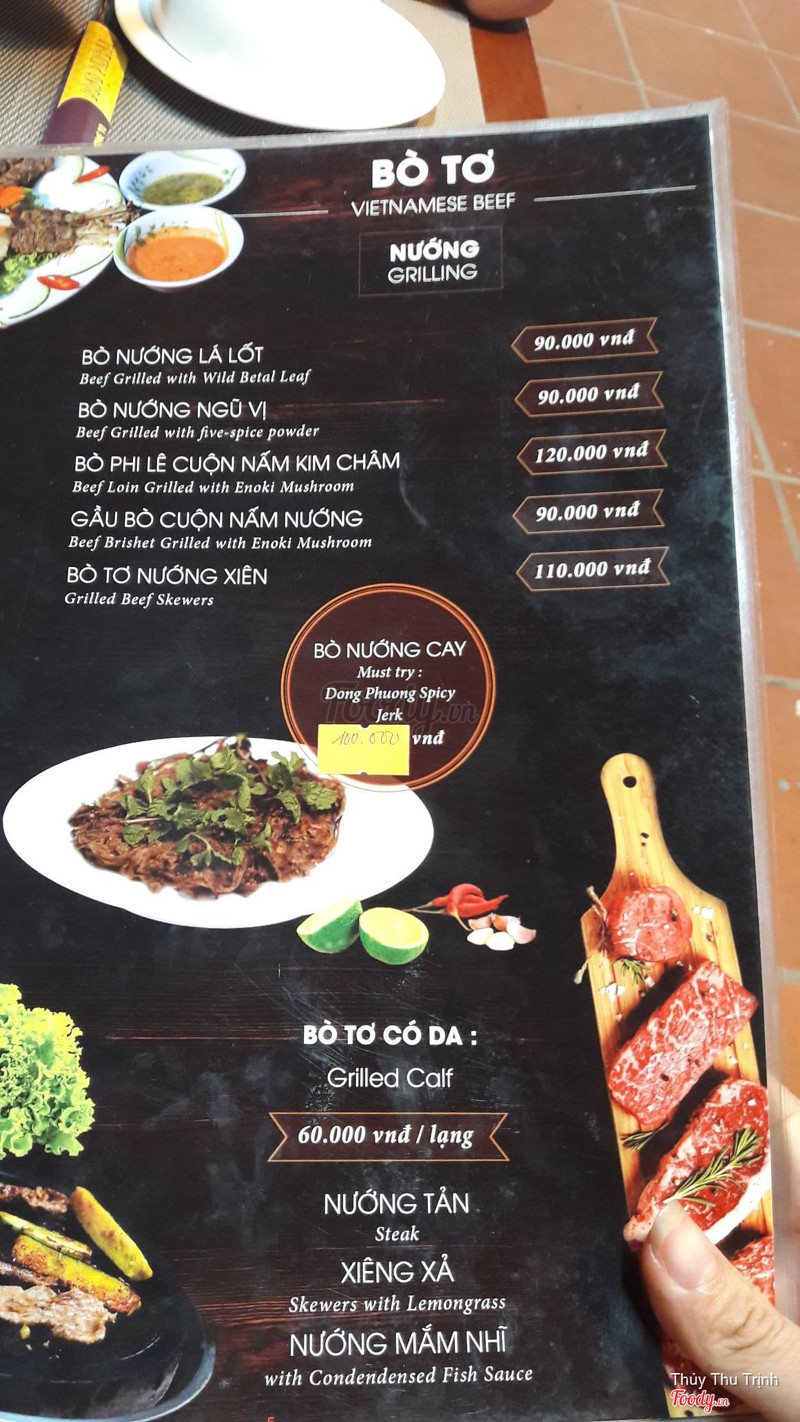 BÒ TƠ
VIETNAMESE BEEF
NƯỚNG
GRILLING
BÒ NƯỚNG LÁ LỐT
90.000 vnđ
Beef Grilled with Wild Betal Leaf
BÒ NƯỚNG NGŨ VỊ
90.000 vnđ
Beef Grilled with five-spice powder
BÒ PHI LÊ CUỘN NẤM KIM CHÂM
120.000 vnđ
Beef Loin Grilled with Enoki Mushroom
GẦU BÒ CUỘN NẤM NƯỚNG
90.000 vnđ
Beef Brishet Grilled with Enoki Mushroom
BÒ TƠ NƯỚNG XIÊN
110.000 vnđ
Grilled Beef Skewers
BÒ NƯỚNG CAY
Must try :
Dong Phuong Spicy
Jerk
Foody.vn
100.000 vnđ
BÒ TƠ CÓ DA :
Grilled Calf
60.000 vnđ / lạng
NƯỚNG TẢN
Steak
XIÊNG XẢ
Skewers with Lemongrass
NƯỚNG MẮM NHĨ
with Condendensed Fish Sauce
Thùy Thu Trịnh
Foody.vn